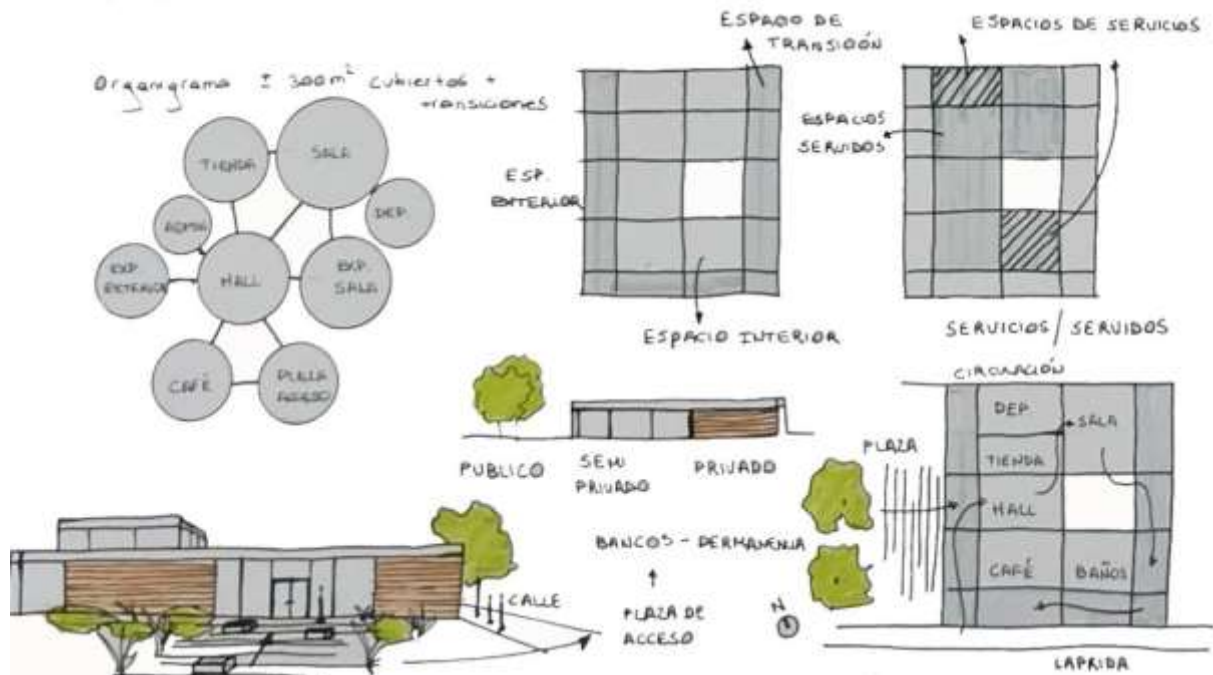 Organigrama ± 300m² cubiertos +
transiciones
TIENDA
SALA
DEP.
ADMIN
HALL
EXP.
EXTERIOR
EXP.
SALA
CAFÉ
PLAZA
ACCESO
ESPACIO DE
TRANSICIÓN
ESP.
EXTERIOR
ESPACIO INTERIOR
ESPACIOS DE SERVICIOS
ESPACIOS
SERVIDOS
SERVICIOS / SERVIDOS
PUBLICO
SEMI
PRIVADO
PRIVADO
BANCOS - PERMANENCIA
PLAZA DE
ACCESO
CALLE
CIRCULACIÓN
DEP
SALA
TIENDA
PLAZA
HALL
CAFÉ
BAÑOS
N
LAPRIDA